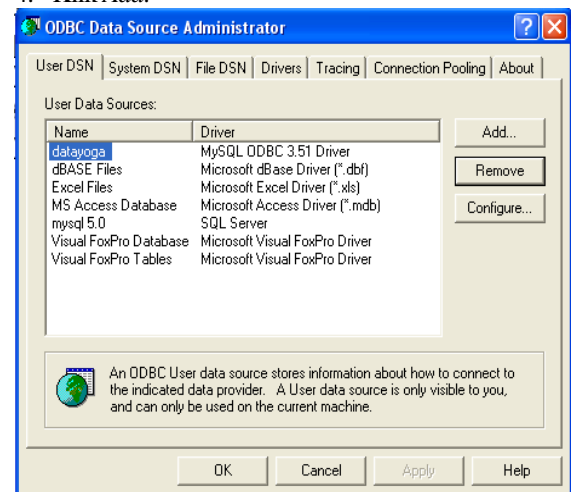 4. Klik Add.
ODBC Data Source Administrator
User DSN System DSN File DSN Drivers Tracing Connection Pooling About
User Data Sources:
Name Driver
datayoga MySQL ODBC 3.51 Driver
dBASE Files Microsoft dBase Driver (*.dbf)
Excel Files Microsoft Excel Driver (*.xls)
MS Access Database Microsoft Access Driver (*.mdb)
mysql 5.0 SQL Server
Visual FoxPro Database Microsoft Visual FoxPro Driver
Visual FoxPro Tables Microsoft Visual FoxPro Driver
Add...
Remove
Configure...
An ODBC User data source stores information about how to connect to
the indicated data provider. A User data source is only visible to you,
and can only be used on the current machine.
OK Cancel Apply Help